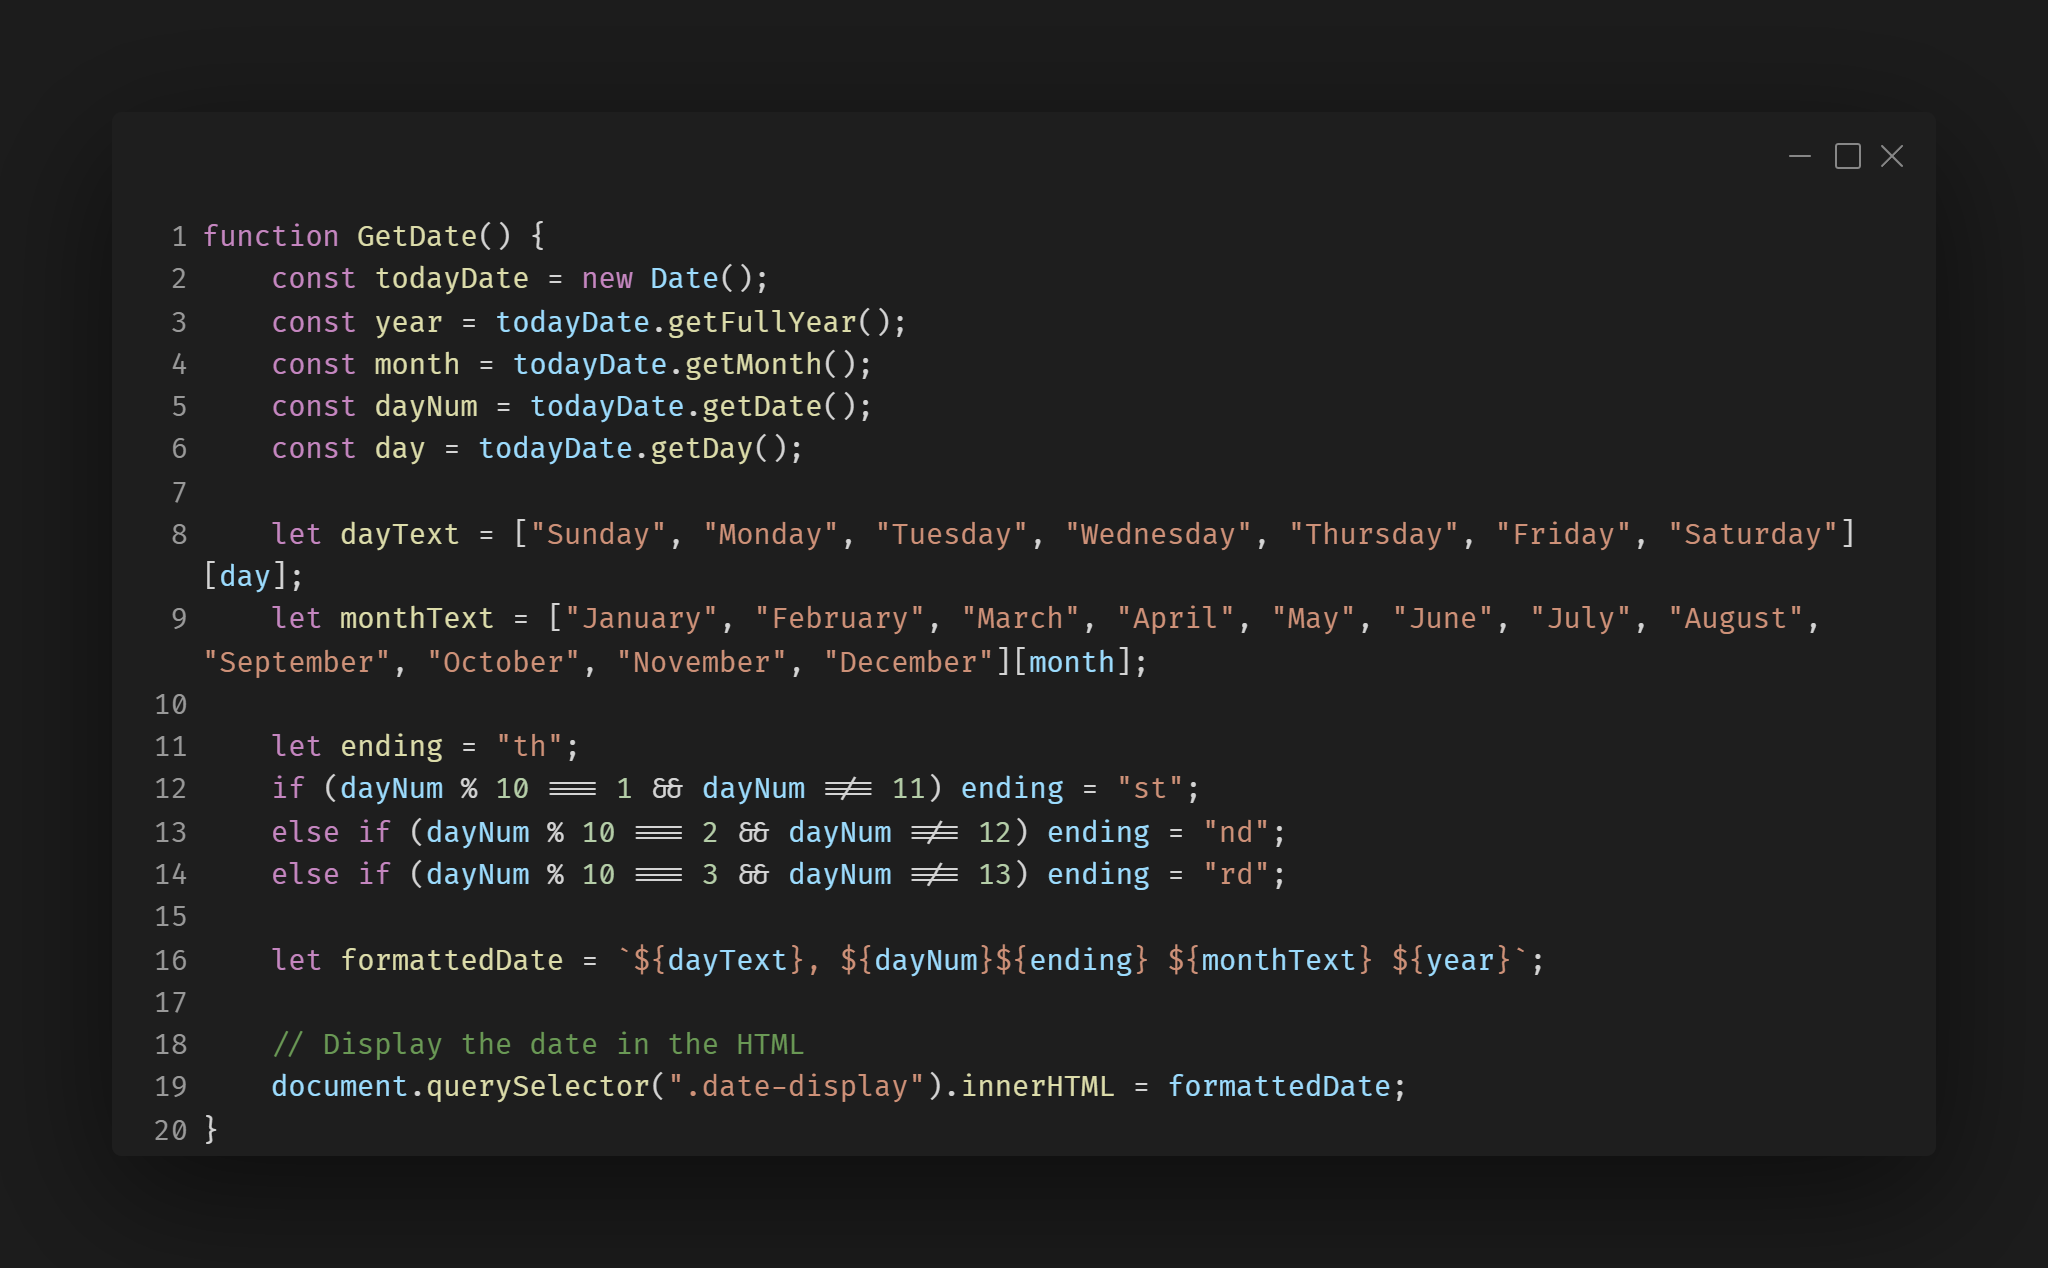 1 function GetDate() {
2     const todayDate = new Date();
3     const year = todayDate.getFullYear();
4     const month = todayDate.getMonth();
5     const dayNum = todayDate.getDate();
6     const day = todayDate.getDay();
7
8     let dayText = ["Sunday", "Monday", "Tuesday", "Wednesday", "Thursday", "Friday", "Saturday"]
[day];
9     let monthText = ["January", "February", "March", "April", "May", "June", "July", "August",
"September", "October", "November", "December"][month];
10
11     let ending = "th";
12     if (dayNum % 10 === 1 && dayNum !== 11) ending = "st";
13     else if (dayNum % 10 === 2 && dayNum !== 12) ending = "nd";
14     else if (dayNum % 10 === 3 && dayNum !== 13) ending = "rd";
15
16     let formattedDate = `${dayText}, ${dayNum}${ending} ${monthText} ${year}`;
17
18     // Display the date in the HTML
19     document.querySelector(".date-display").innerHTML = formattedDate;
20 }